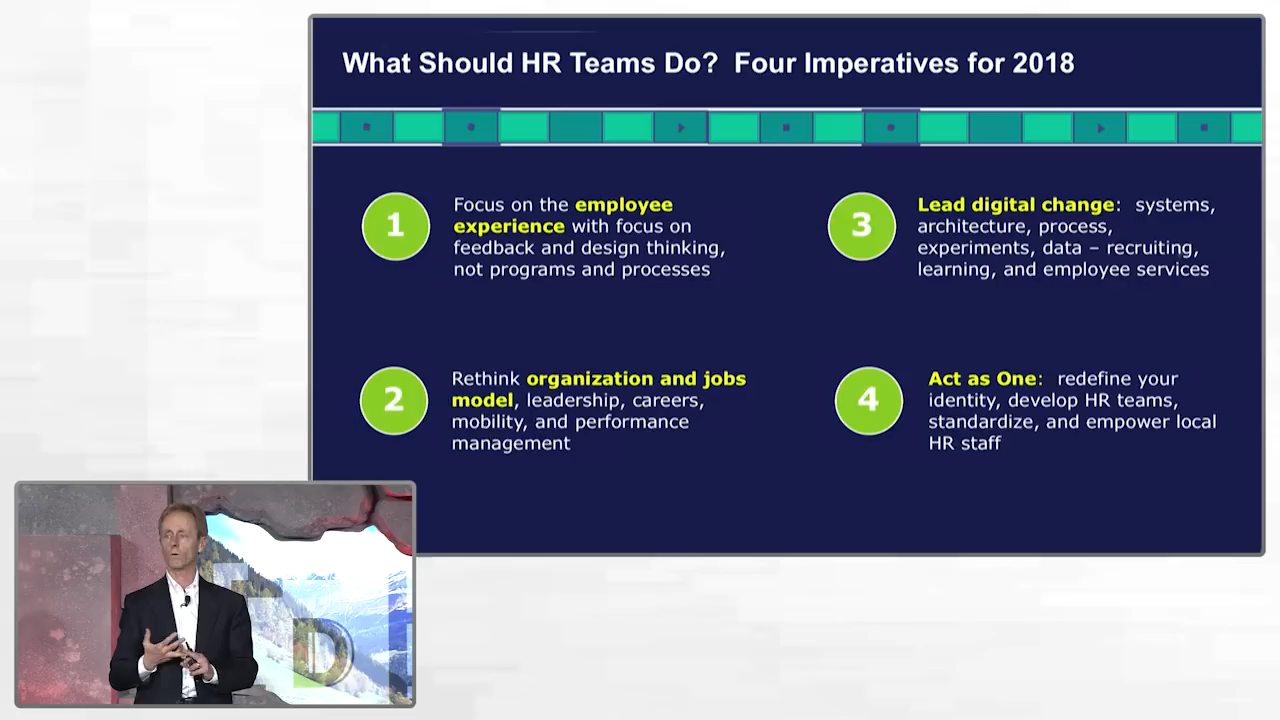 What Should HR Teams Do?  Four Imperatives for 2018
1
Focus on the employee
experience with focus on
feedback and design thinking,
not programs and processes
2
Rethink organization and jobs
model, leadership, careers,
mobility, and performance
management
3
Lead digital change:  systems,
architecture, process,
experiments, data – recruiting,
learning, and employee services
4
Act as One:  redefine your
identity, develop HR teams,
standardize, and empower local
HR staff
D